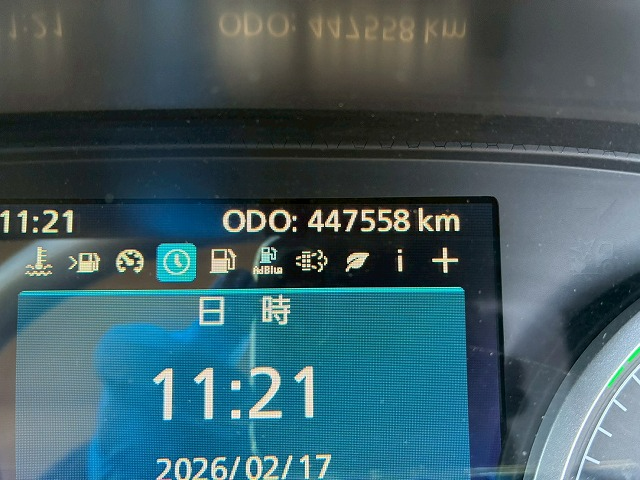 11:21 ODO: 447558 km
AdBlue
i
日 時
11:21
2026/02/17